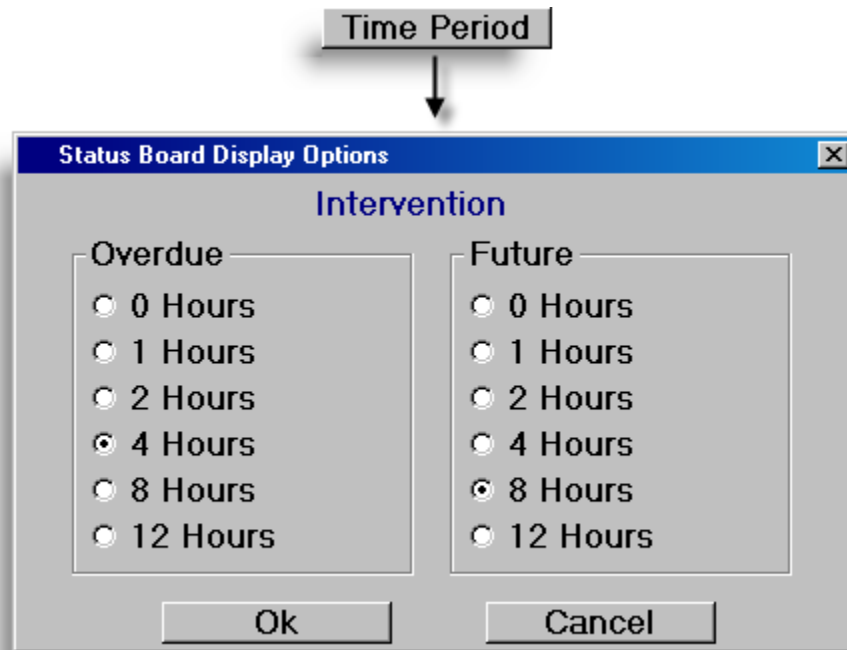 Time Period
Status Board Display Options
Intervention
Overdue
0 Hours
1 Hours
2 Hours
4 Hours
8 Hours
12 Hours
Future
0 Hours
1 Hours
2 Hours
4 Hours
8 Hours
12 Hours
Ok
Cancel